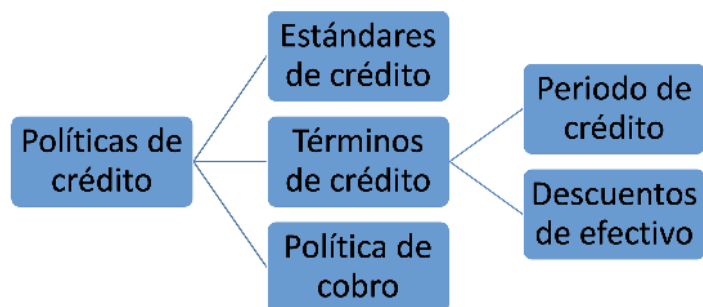 Políticas de
crédito
Estándares
de crédito
Términos
de crédito
Política de
cobro
Periodo de
crédito
Descuentos
de efectivo